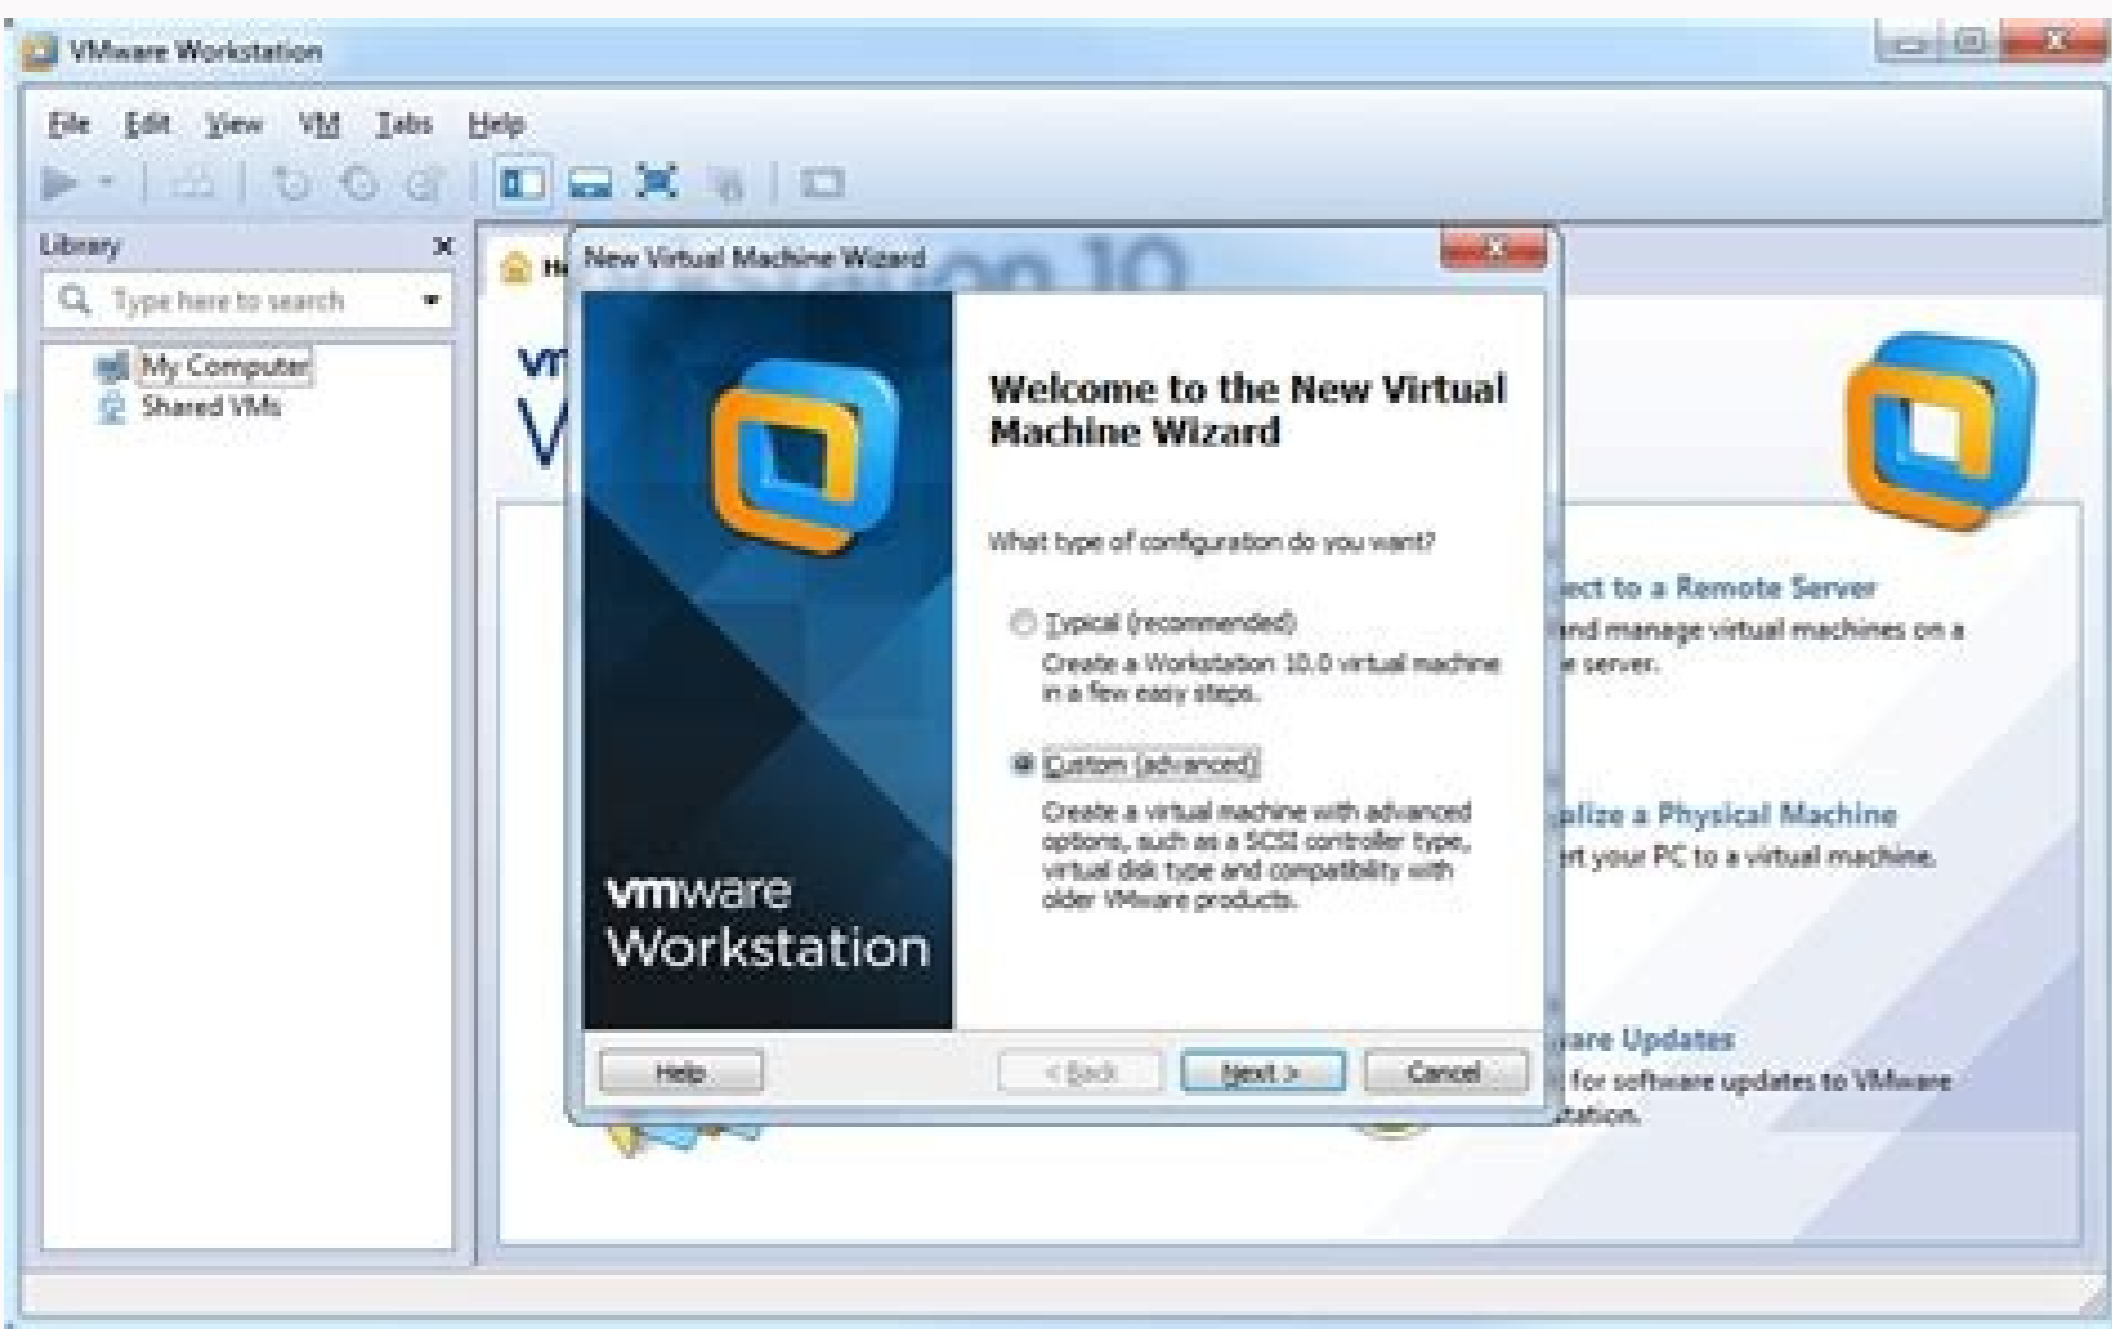 VMware Workstation
File Edit View VM Tabs Help
Library
Type here to search
My Computer
Shared VMs
New Virtual Machine Wizard
10
vm
V
Welcome to the New Virtual
Machine Wizard
What type of configuration do you want?
Typical (recommended)
Create a Workstation 10.0 virtual machine
in a few easy steps.
Custom (advanced)
Create a virtual machine with advanced
options, such as a SCSI controller type,
virtual disk type and compatibility with
older VMware products.
vmware
Workstation
Help
< Back
Next >
Cancel
ect to a Remote Server
and manage virtual machines on a
e server.
alize a Physical Machine
rt your PC to a virtual machine.
ware Updates
for software updates to VMware
station.